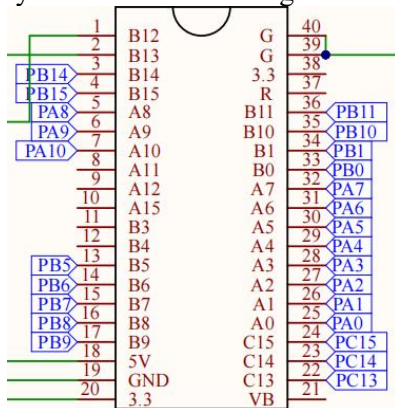 1 B12 G 40
2 B13 G 39
PB14 3 B14 3.3 38
PB15 4 B15 R 37
PA8 5 A8 B11 36 PB11
PA9 6 A9 B10 35 PB10
PA10 7 A10 B1 34 PB1
8 A11 B0 33 PB0
9 A12 A7 32 PA7
10 A15 A6 31 PA6
11 B3 A5 30 PA5
12 B4 A4 29 PA4
PB5 13 B5 A3 28 PA3
PB6 14 B6 A2 27 PA2
PB7 15 B7 A1 26 PA1
PB8 16 B8 A0 25 PA0
PB9 17 B9 C15 24 PC15
18 5V C14 23 PC14
19 GND C13 22 PC13
20 3.3 VB 21